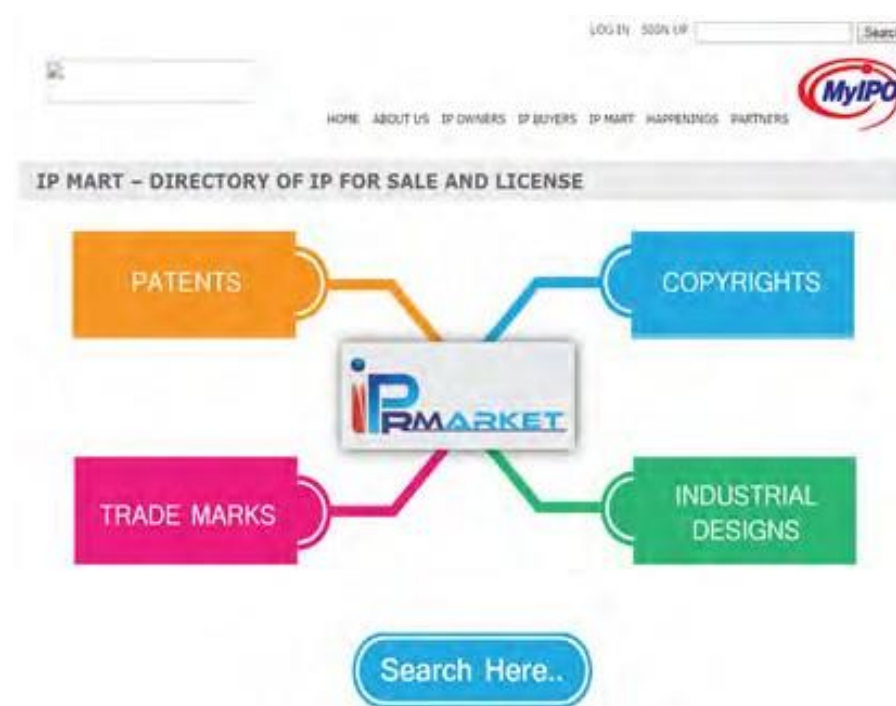 LOG IN SIGN UP Search
MyIPO
HOME ABOUT US IP OWNERS IP BUYERS IP MART HAPPENINGS PARTNERS
IP MART – DIRECTORY OF IP FOR SALE AND LICENSE
PATENTS
COPYRIGHTS
iPRMARKET
TRADE MARKS
INDUSTRIAL
DESIGNS
Search Here..